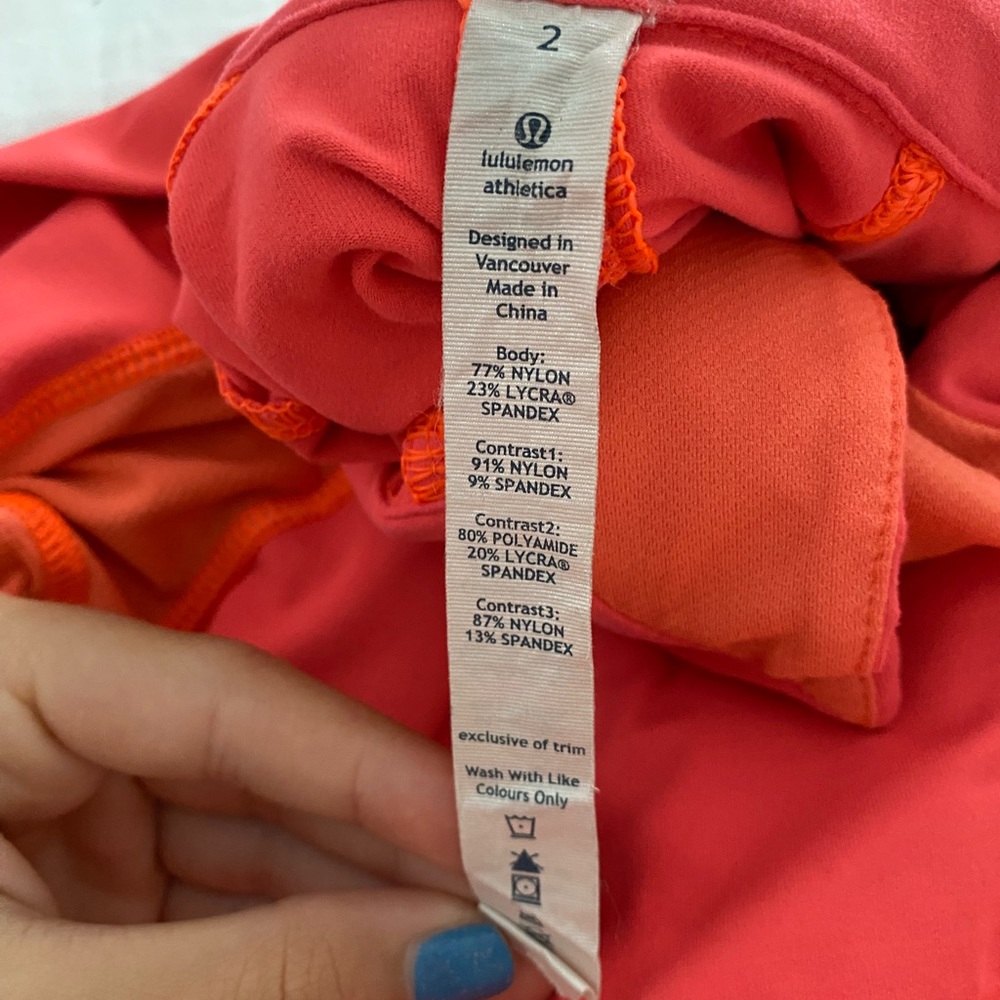 2
lululemon
athletica
Designed in
Vancouver
Made in
China
Body:
77% NYLON
23% LYCRA®
SPANDEX
Contrast1:
91% NYLON
9% SPANDEX
Contrast2:
80% POLYAMIDE
20% LYCRA®
SPANDEX
Contrast3:
87% NYLON
13% SPANDEX
exclusive of trim
Wash With Like
Colours Only